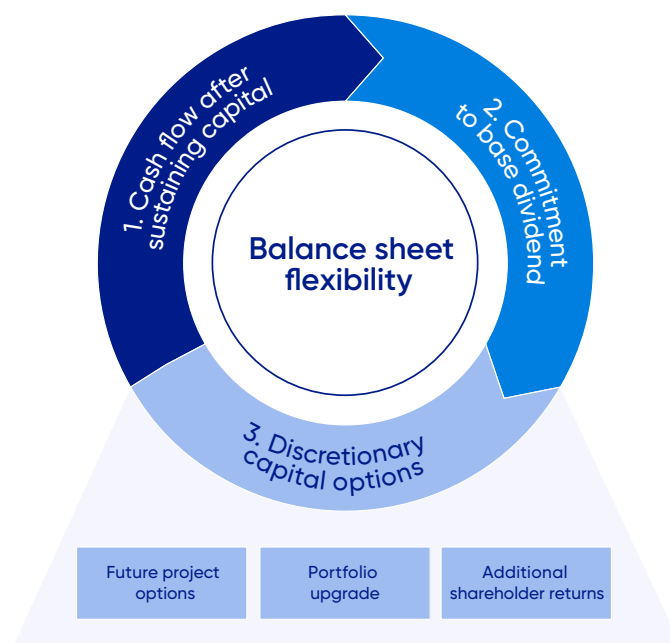 1. Cash flow after
sustaining capital
2. Commitment
to base dividend
Balance sheet
flexibility
3. Discretionary
capital options
Future project
options
Portfolio
upgrade
Additional
shareholder returns